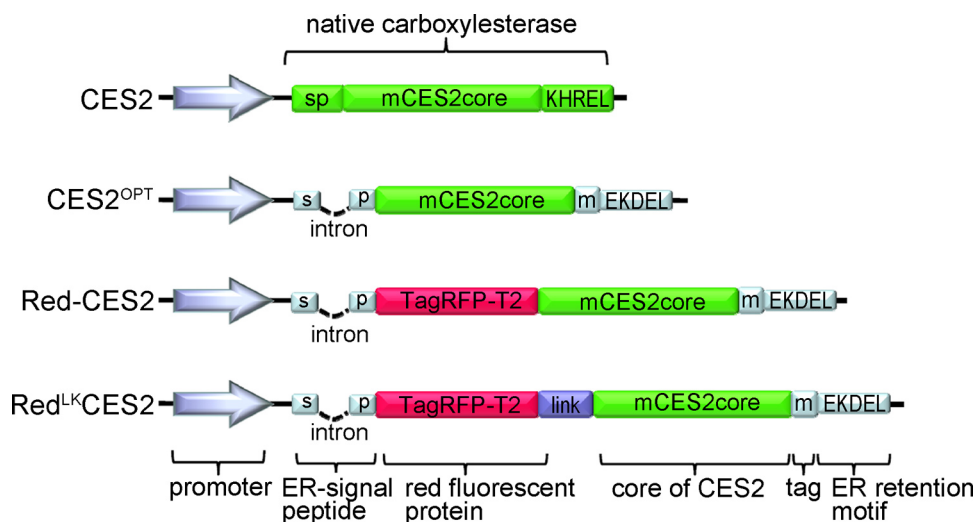 native carboxylesterase
CES2 sp mCES2core KHREL
CES2OPT s p mCES2core m EKDEL
intron
Red-CES2 s p TagRFP-T2 mCES2core m EKDEL
intron
RedLKCES2 s p TagRFP-T2 link mCES2core m EKDEL
intron
promoter ER-signal red fluorescent core of CES2 tag ER retention
peptide protein motif